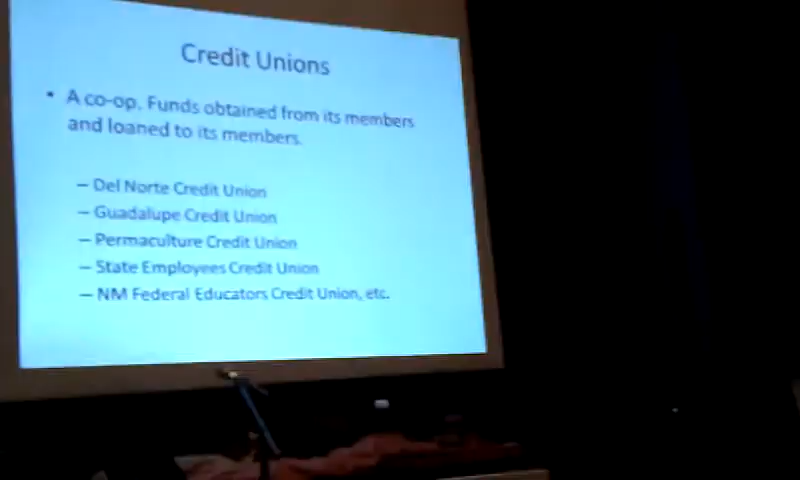 Credit Unions
• A co-op. Funds obtained from its members
and loaned to its members.
– Del Norte Credit Union
– Guadalupe Credit Union
– Permaculture Credit Union
– State Employees Credit Union
– NM Federal Educators Credit Union, etc.